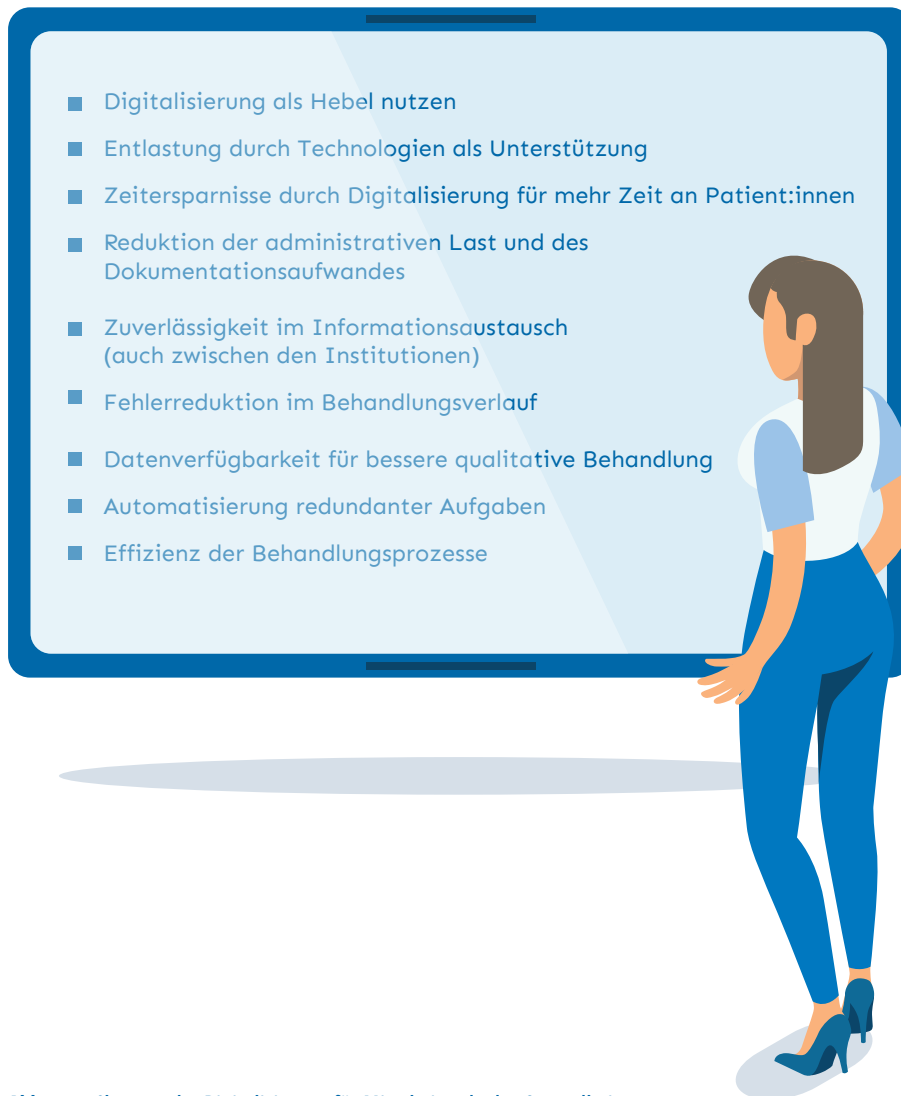 Digitalisierung als Hebel nutzen
Entlastung durch Technologien als Unterstützung
Zeitersparnisse durch Digitalisierung für mehr Zeit an Patient:innen
Reduktion der administrativen Last und des
Dokumentationsaufwandes
Zuverlässigkeit im Informationsaustausch
(auch zwischen den Institutionen)
Fehlerreduktion im Behandlungsverlauf
Datenverfügbarkeit für bessere qualitative Behandlung
Automatisierung redundanter Aufgaben
Effizienz der Behandlungsprozesse